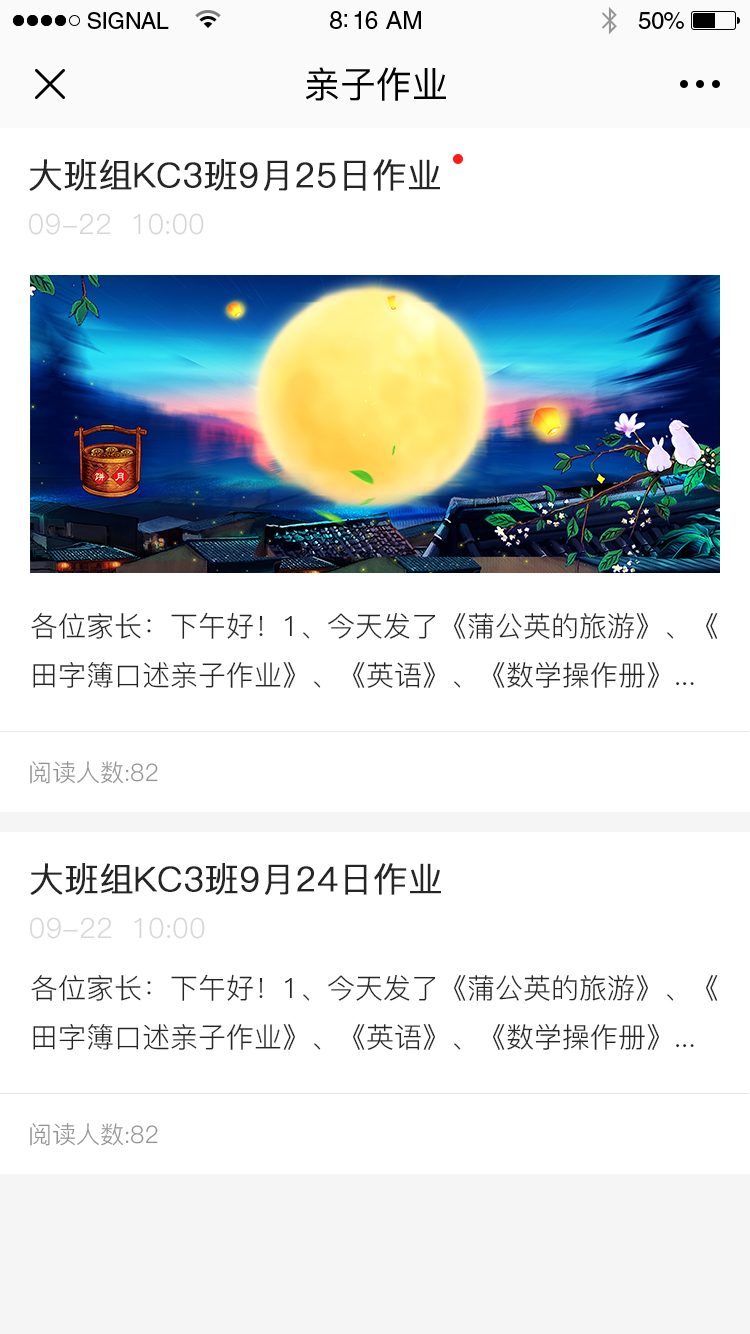 SIGNAL 8:16 AM 50%
亲子作业
大班组KC3班9月25日作业
09-22 10:00
饼 月
各位家长：下午好！1、今天发了《蒲公英的旅游》、《
田字簿口述亲子作业》、《英语》、《数学操作册》...
阅读人数:82
大班组KC3班9月24日作业
09-22 10:00
各位家长：下午好！1、今天发了《蒲公英的旅游》、《
田字簿口述亲子作业》、《英语》、《数学操作册》...
阅读人数:82